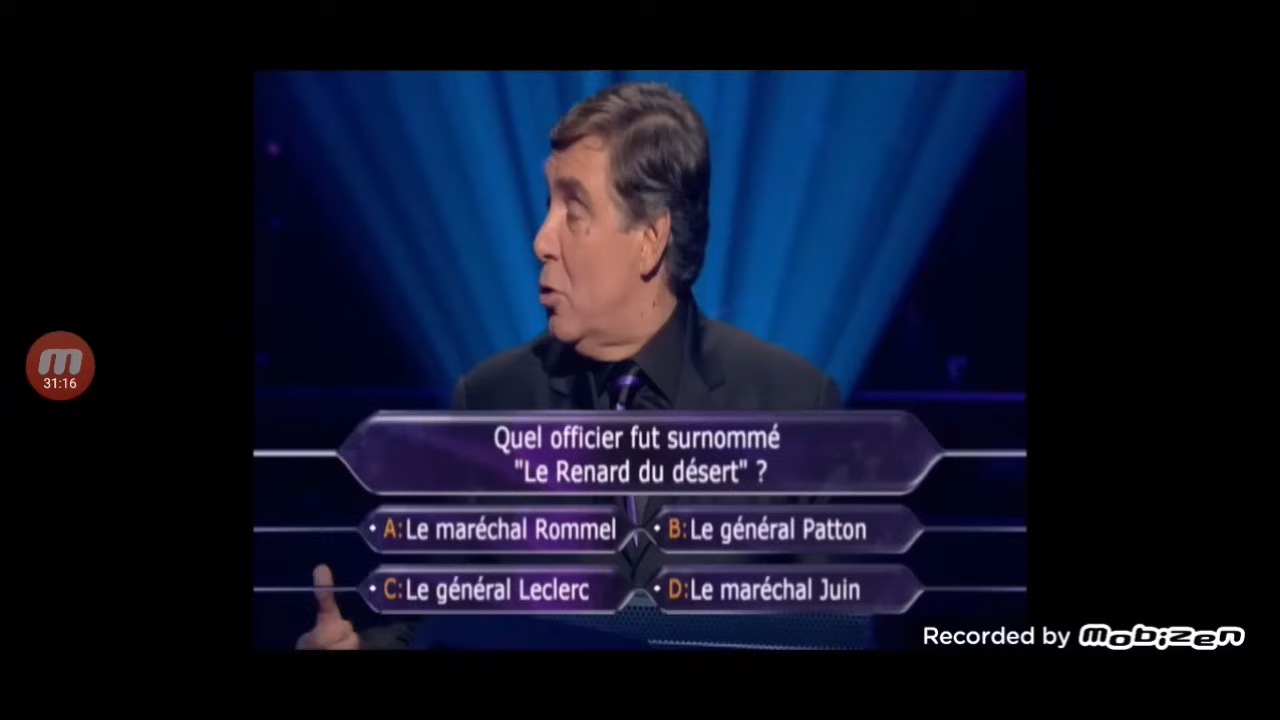 Quel officier fut surnommé
"Le Renard du désert" ?
A: Le maréchal Rommel
B: Le général Patton
C: Le général Leclerc
D: Le maréchal Juin
31:16
Recorded by mobizen